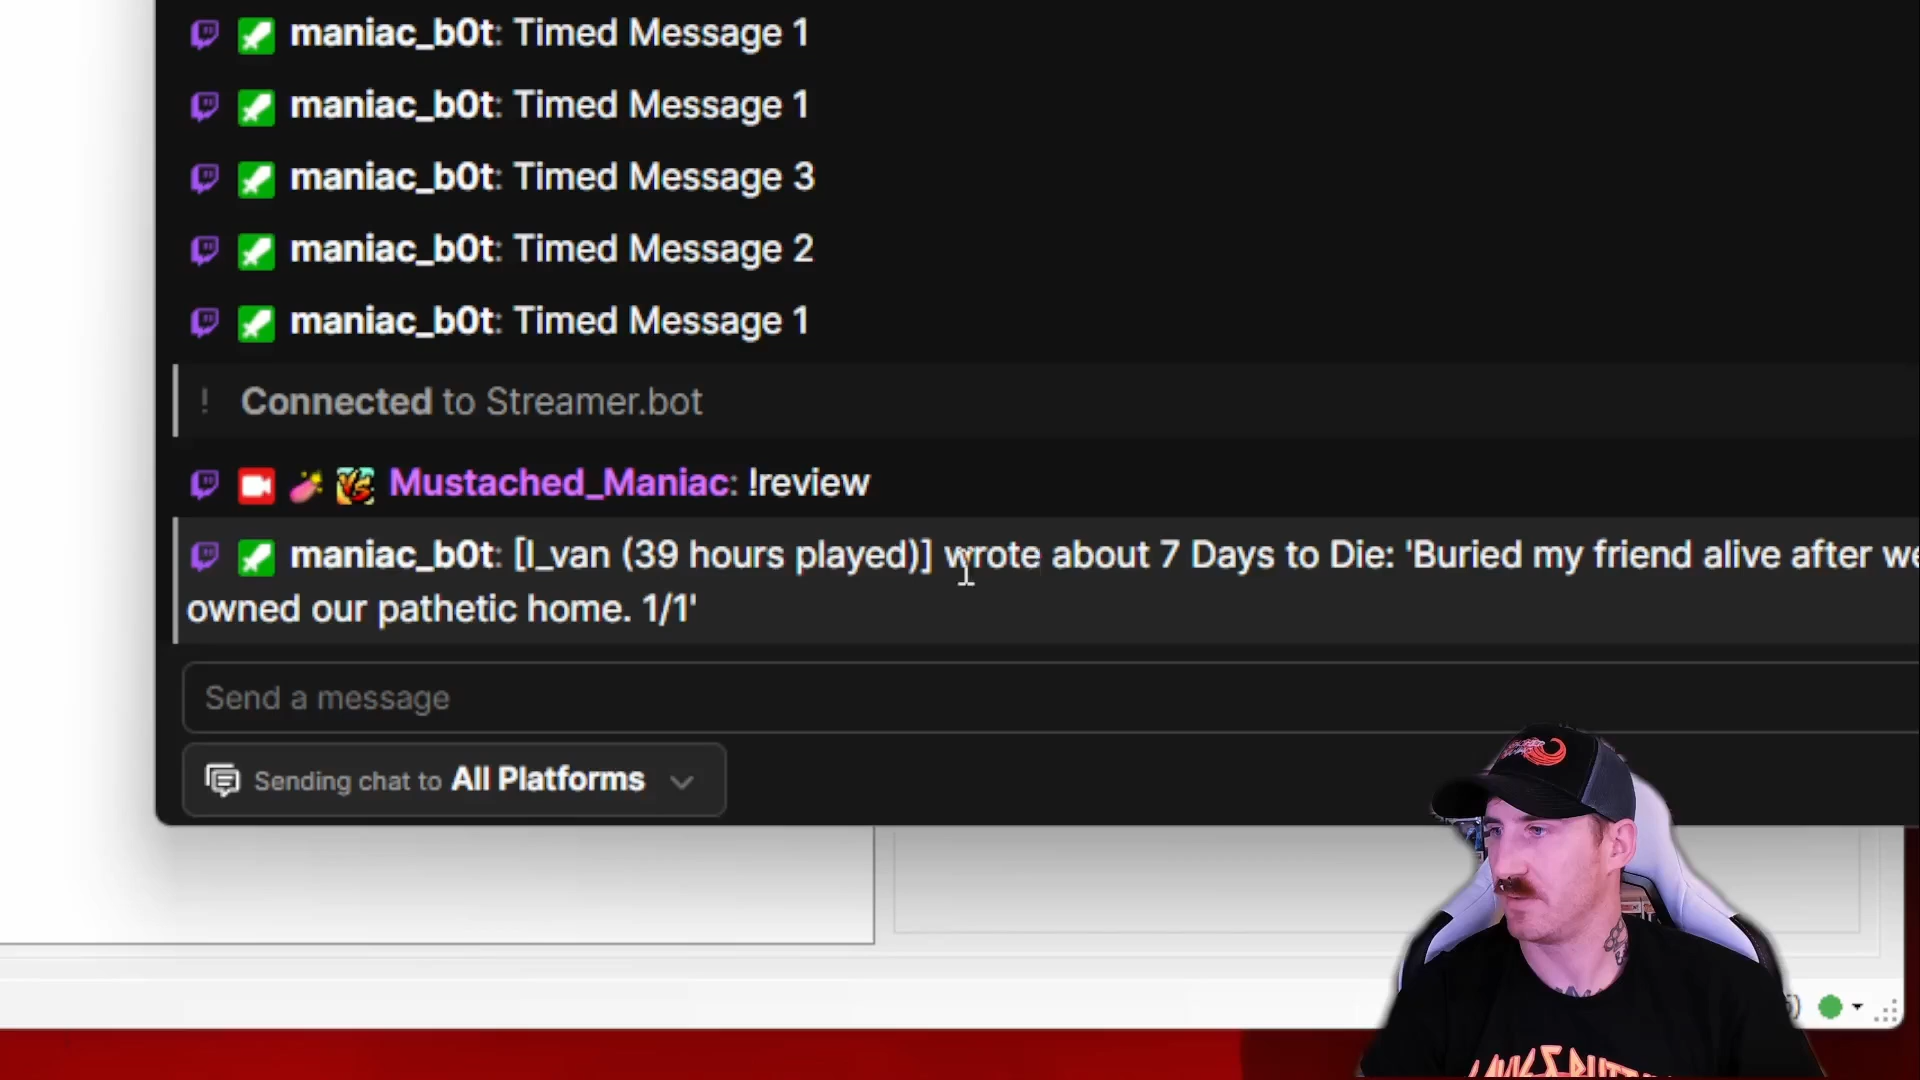 maniac_b0t: Timed Message 1
maniac_b0t: Timed Message 1
maniac_b0t: Timed Message 3
maniac_b0t: Timed Message 2
maniac_b0t: Timed Message 1
! Connected to Streamer.bot
Mustached_Maniac: !review
maniac_b0t: [I_van (39 hours played)] wrote about 7 Days to Die: 'Buried my friend alive after
owned our pathetic home. 1/1'
Send a message
Sending chat to All Platforms